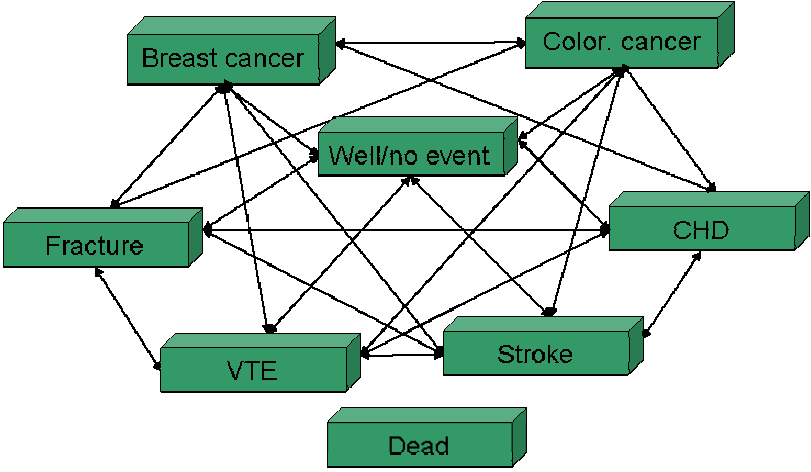 Breast cancer
Color. cancer
Well/no event
Fracture
CHD
VTE
Stroke
Dead